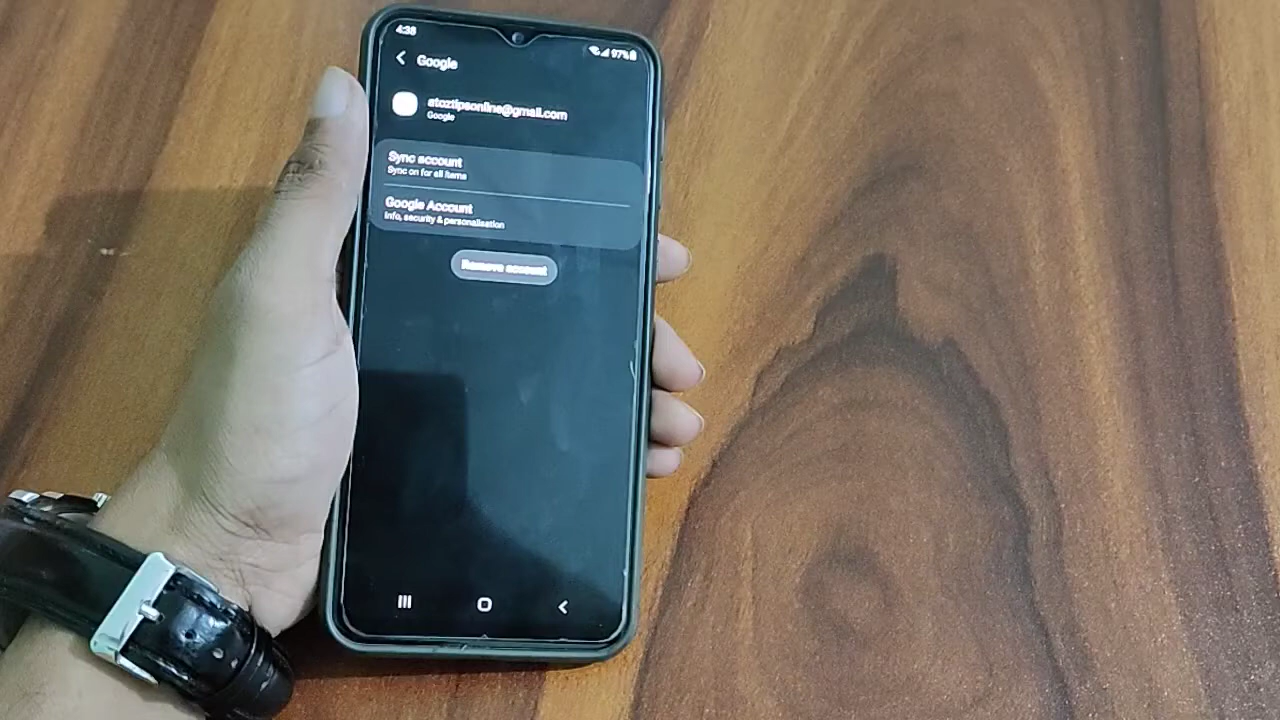 4:38
97%
Google
atoztipsonline@gmail.com
Google
Sync account
Sync on for all items
Google Account
Info, security & personalisation
Remove account